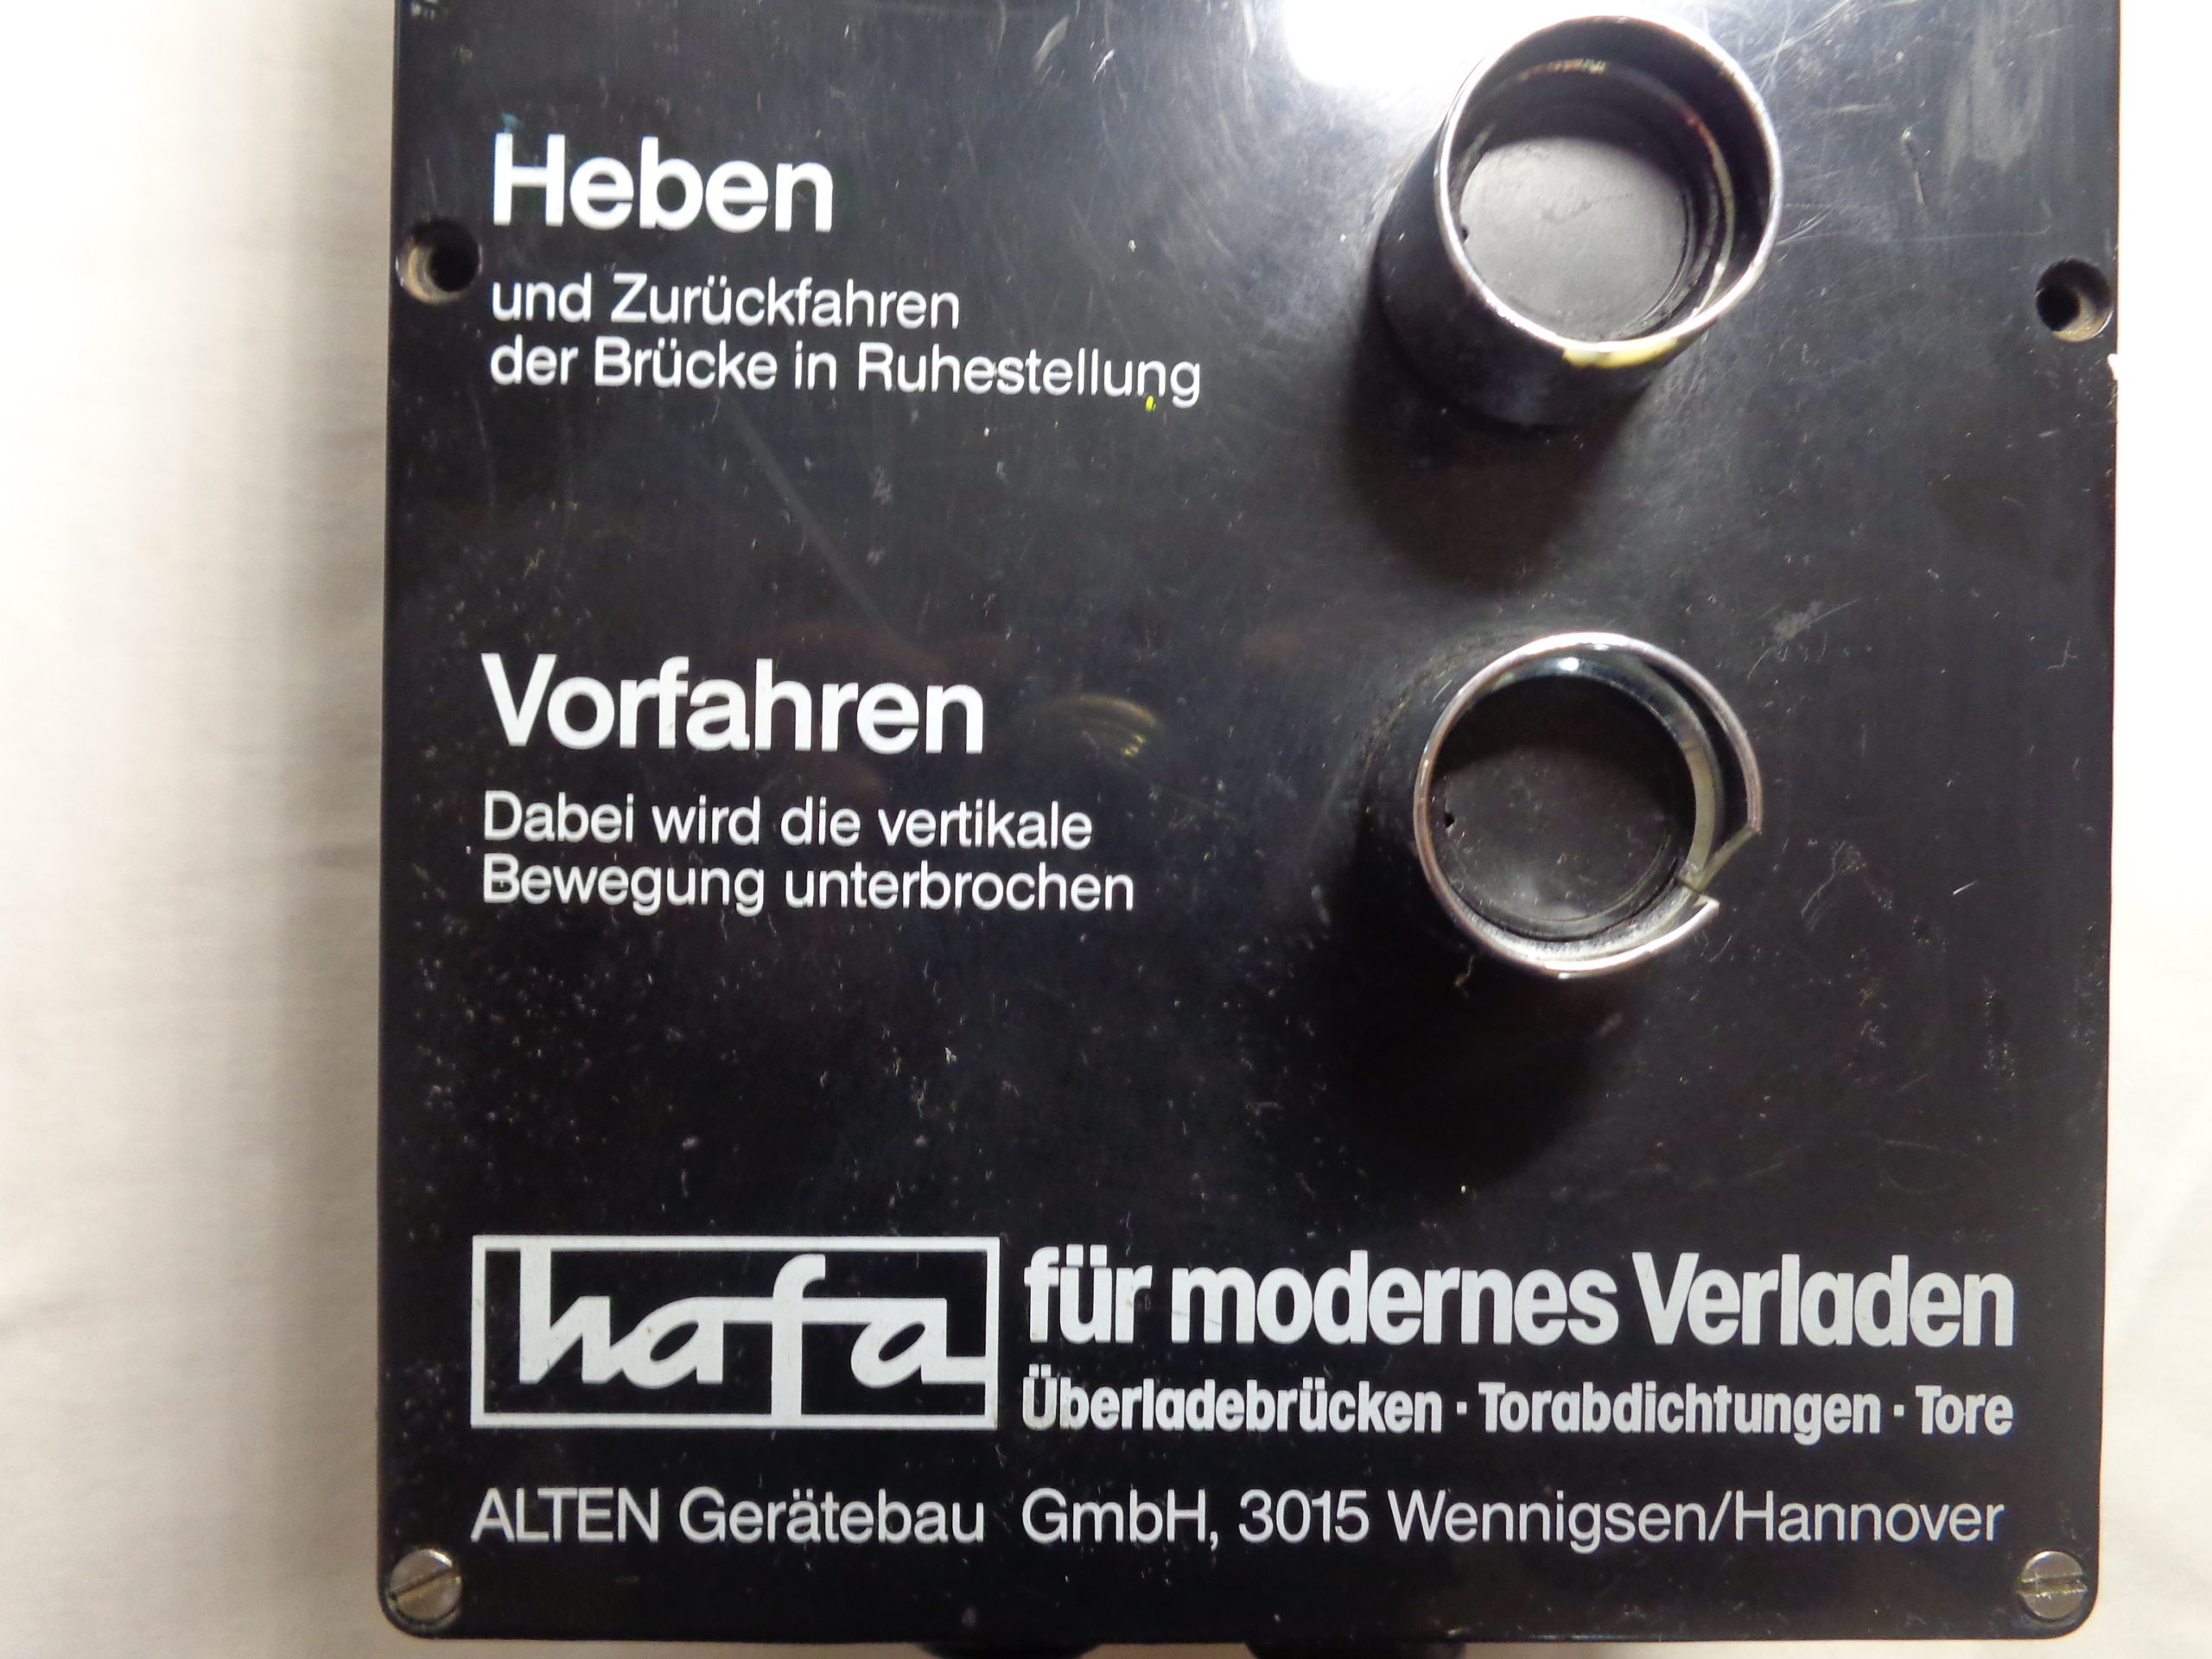 Heben
und Zurückfahren
der Brücke in Ruhestellung
Vorfahren
Dabei wird die vertikale
Bewegung unterbrochen
hafa für modernes Verladen
Überladebrücken · Torabdichtungen · Tore
ALTEN Gerätebau GmbH, 3015 Wennigsen/Hannover